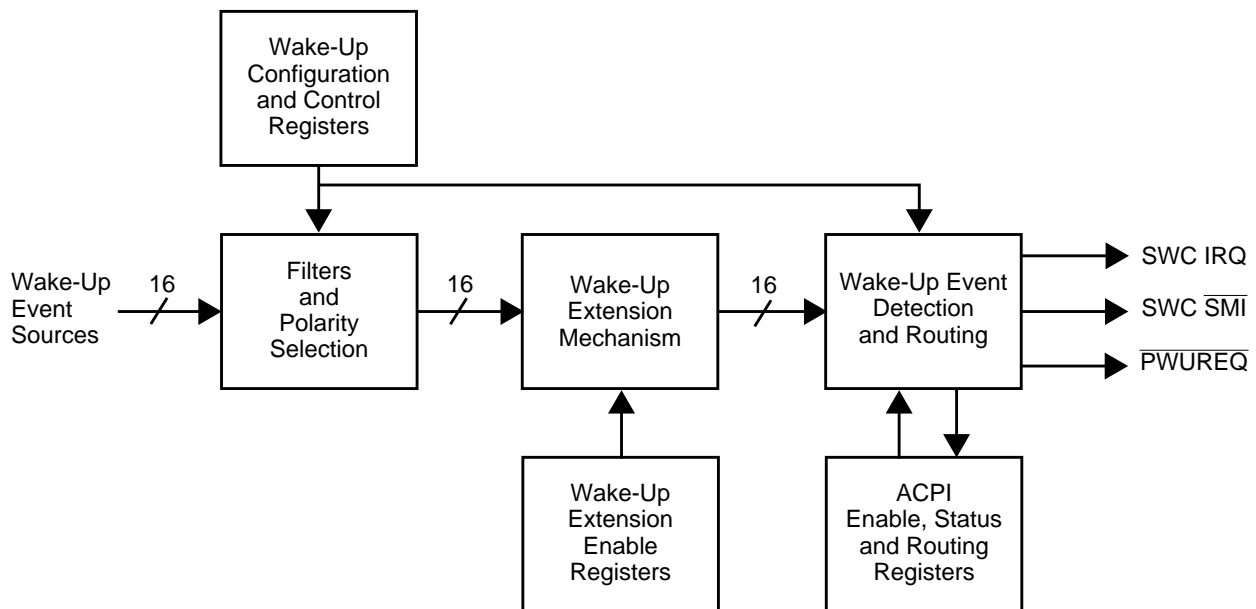 Wake-Up
Configuration
and Control
Registers
Wake-Up
Event
Sources
16
Filters
and
Polarity
Selection
16
Wake-Up
Extension
Mechanism
16
Wake-Up Event
Detection
and Routing
SWC IRQ
SWC SMI
PWUREQ
Wake-Up
Extension
Enable
Registers
ACPI
Enable, Status
and Routing
Registers